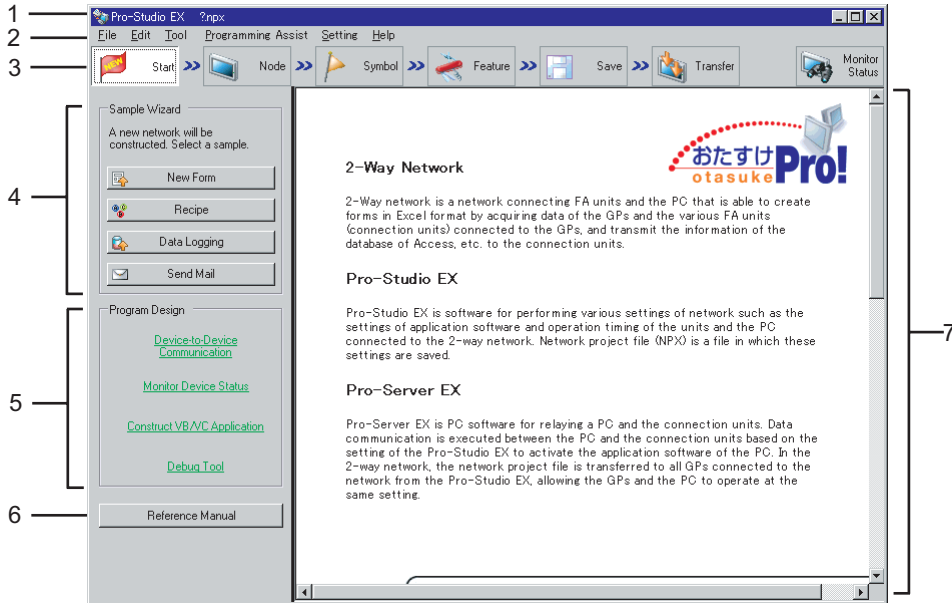 1
Pro-Studio EX ?.npx
2
File Edit Tool Programming Assist Setting Help
3
NEW
Start Node Symbol Feature Save Transfer
Monitor
Status
4
Sample Wizard
A new network will be
constructed. Select a sample.
New Form
Recipe
Data Logging
Send Mail
5
Program Design
Device-to-Device
Communication
Monitor Device Status
Construct VB/VC Application
Debug Tool
6
Reference Manual
おたすけPro!
otasuke
2-Way Network
2-Way network is a network connecting FA units and the PC that is able to create
forms in Excel format by acquiring data of the GPs and the various FA units
(connection units) connected to the GPs, and transmit the information of the
database of Access, etc. to the connection units.
Pro-Studio EX
Pro-Studio EX is software for performing various settings of network such as the
settings of application software and operation timing of the units and the PC
connected to the 2-way network. Network project file (NPX) is a file in which these
settings are saved.
Pro-Server EX
Pro-Server EX is PC software for relaying a PC and the connection units. Data
communication is executed between the PC and the connection units based on the
setting of the Pro-Studio EX to activate the application software of the PC. In the
2-way network, the network project file is transferred to all GPs connected to the
network from the Pro-Studio EX, allowing the GPs and the PC to operate at the
same setting.
7